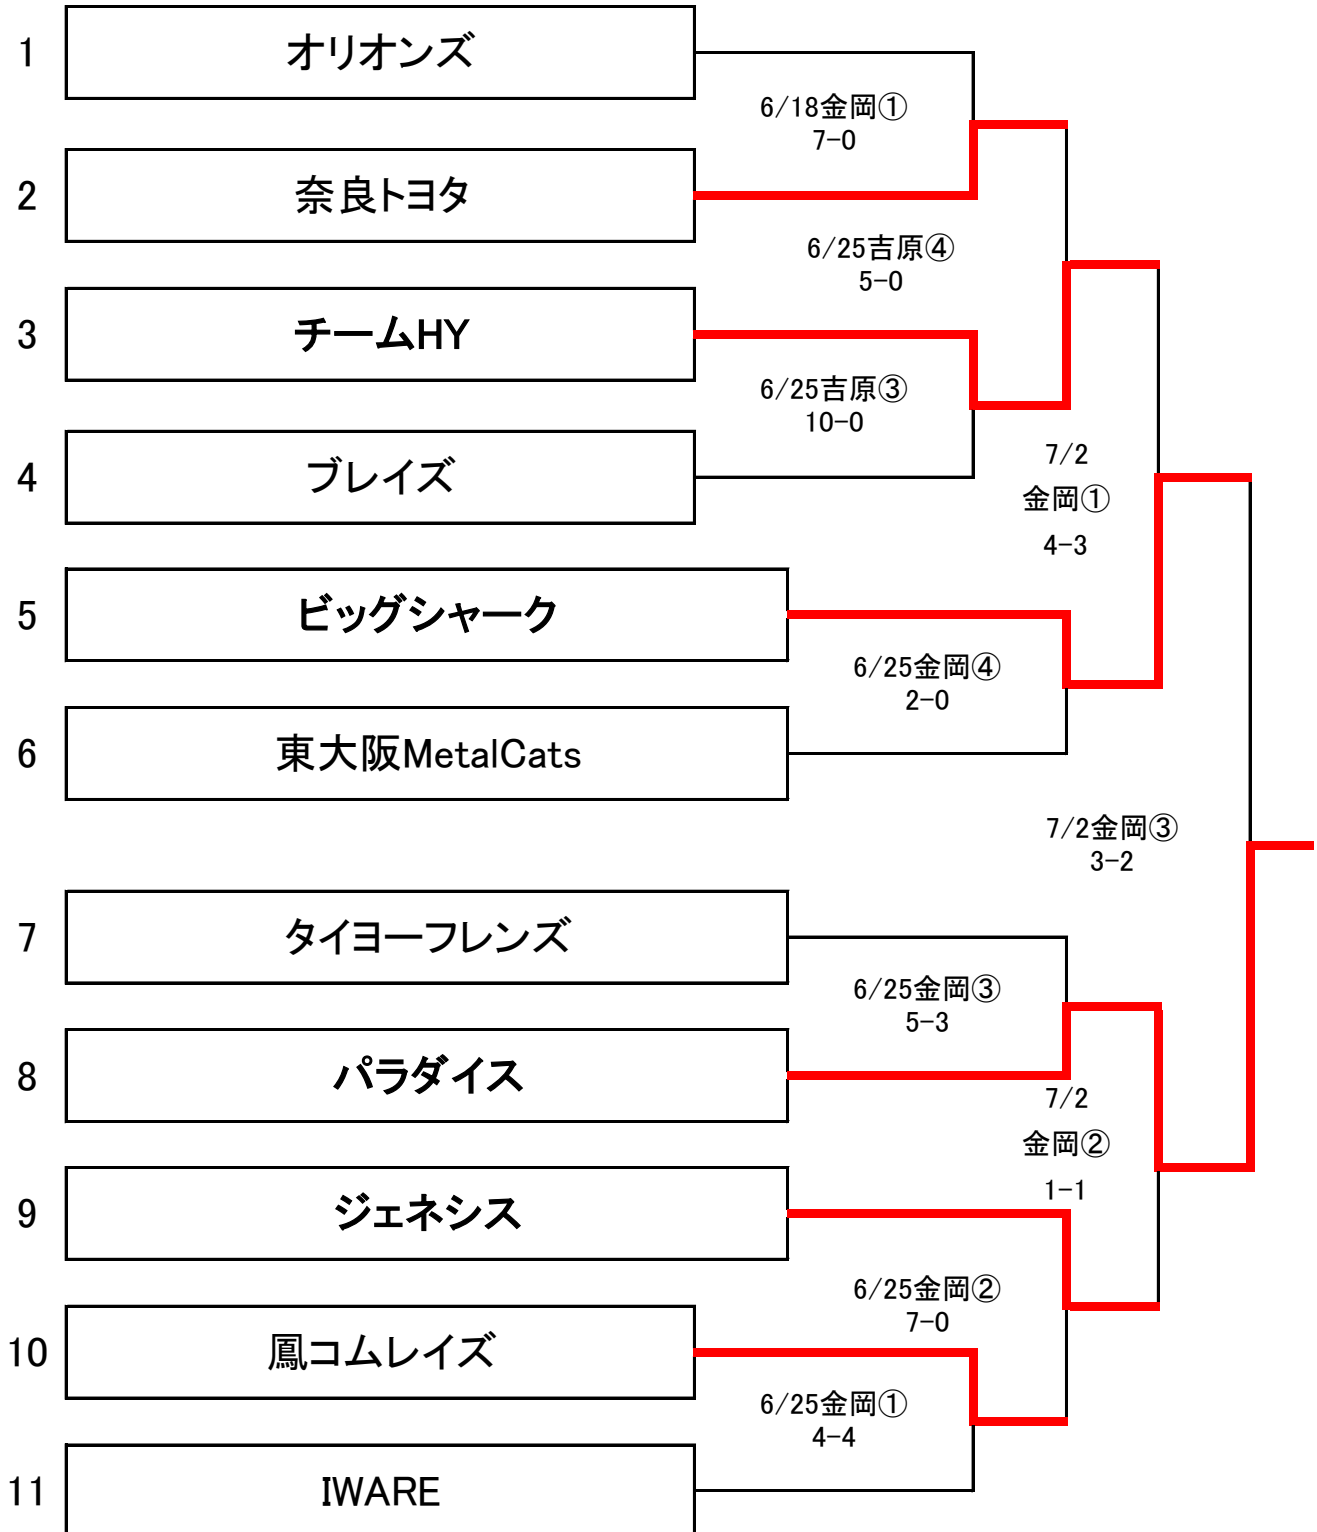 1
オリオンズ
6/18金岡①
7-0
2
奈良トヨタ
6/25吉原④
5-0
3
チームHY
6/25吉原③
10-0
4
ブレイズ
7/2
金岡①
4-3
5
ビッグシャーク
6/25金岡④
2-0
6
東大阪MetalCats
7/2金岡③
3-2
7
タイヨーフレンズ
6/25金岡③
5-3
8
パラダイス
7/2
金岡②
1-1
9
ジェネシス
6/25金岡②
7-0
10
鳳コムレイズ
6/25金岡①
4-4
11
IWARE